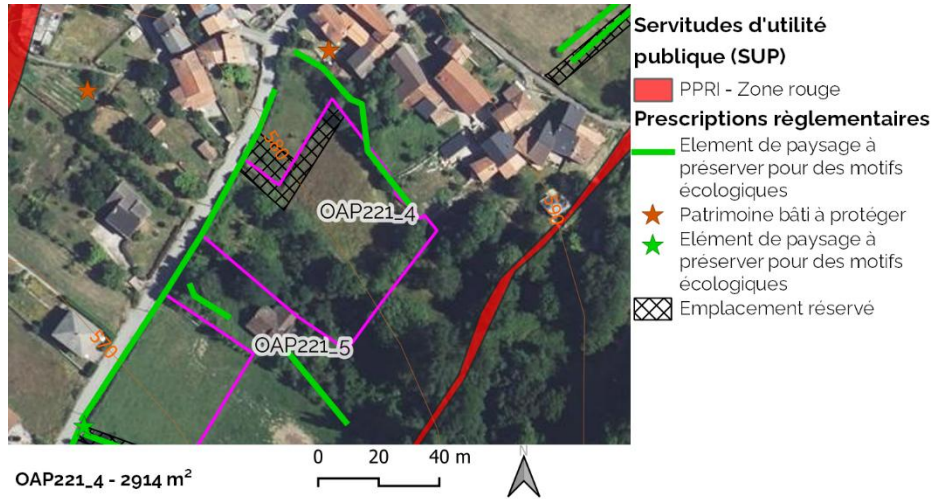 580
OAP221_4
590
570
OAP221_5
OAP221_4 - 2914 m²
0 20 40 m
N
Servitudes d'utilité
publique (SUP)
PPRI - Zone rouge
Prescriptions règlementaires
Element de paysage à
préserver pour des motifs
écologiques
Patrimoine bâti à protéger
Elément de paysage à
préserver pour des motifs
écologiques
Emplacement réservé